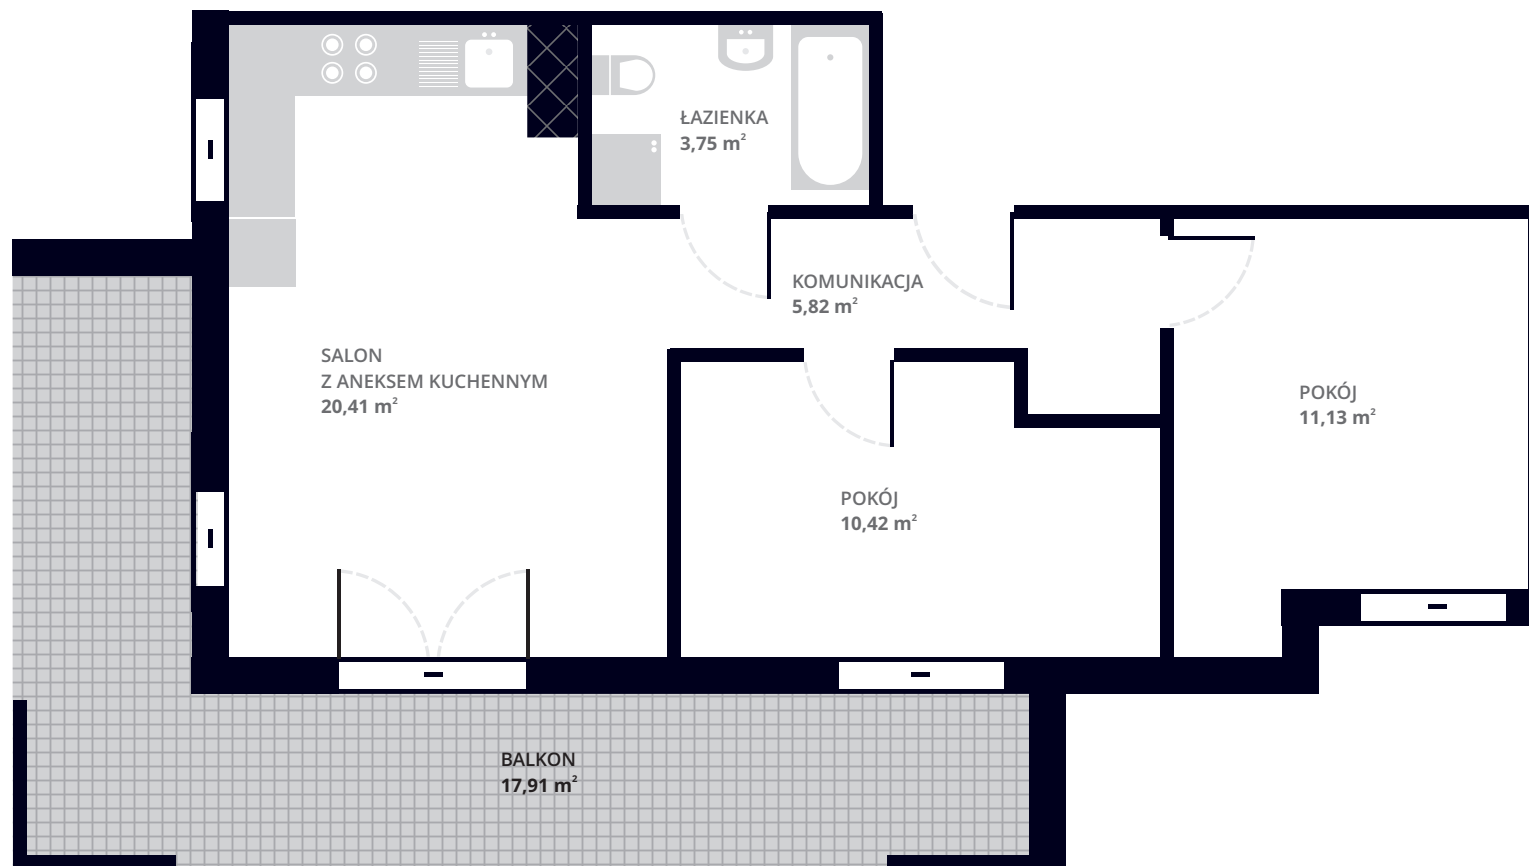 ŁAZIENKA
3,75 m²
KOMUNIKACJA
5,82 m²
SALON
Z ANEKSEM KUCHENNYM
20,41 m²
POKÓJ
11,13 m²
POKÓJ
10,42 m²
BALKON
17,91 m²